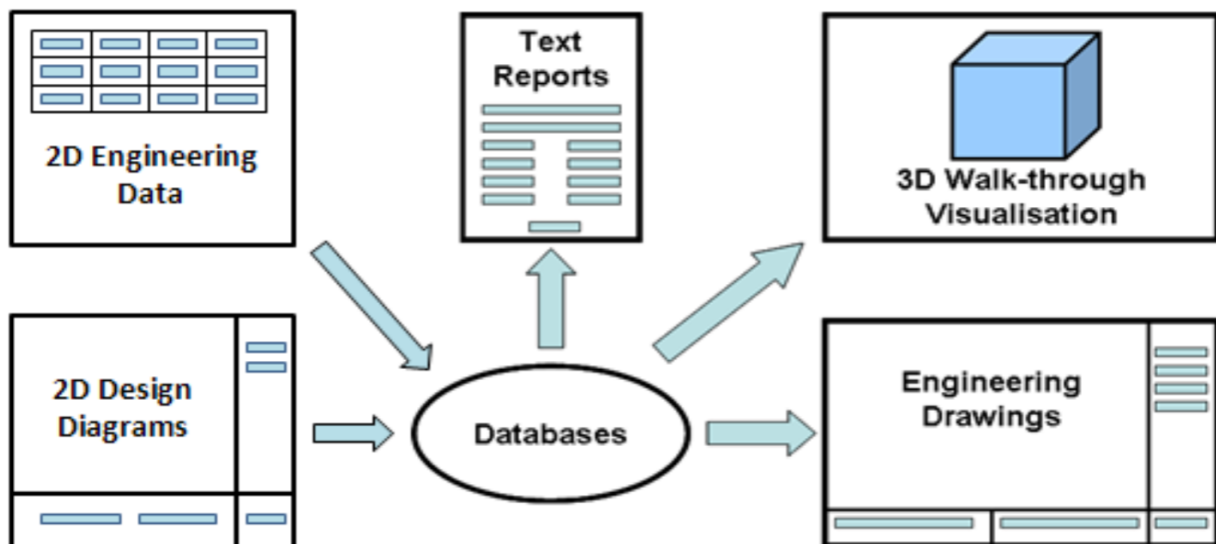 2D Engineering
Data
Text
Reports
3D Walk-through
Visualisation
2D Design
Diagrams
Databases
Engineering
Drawings